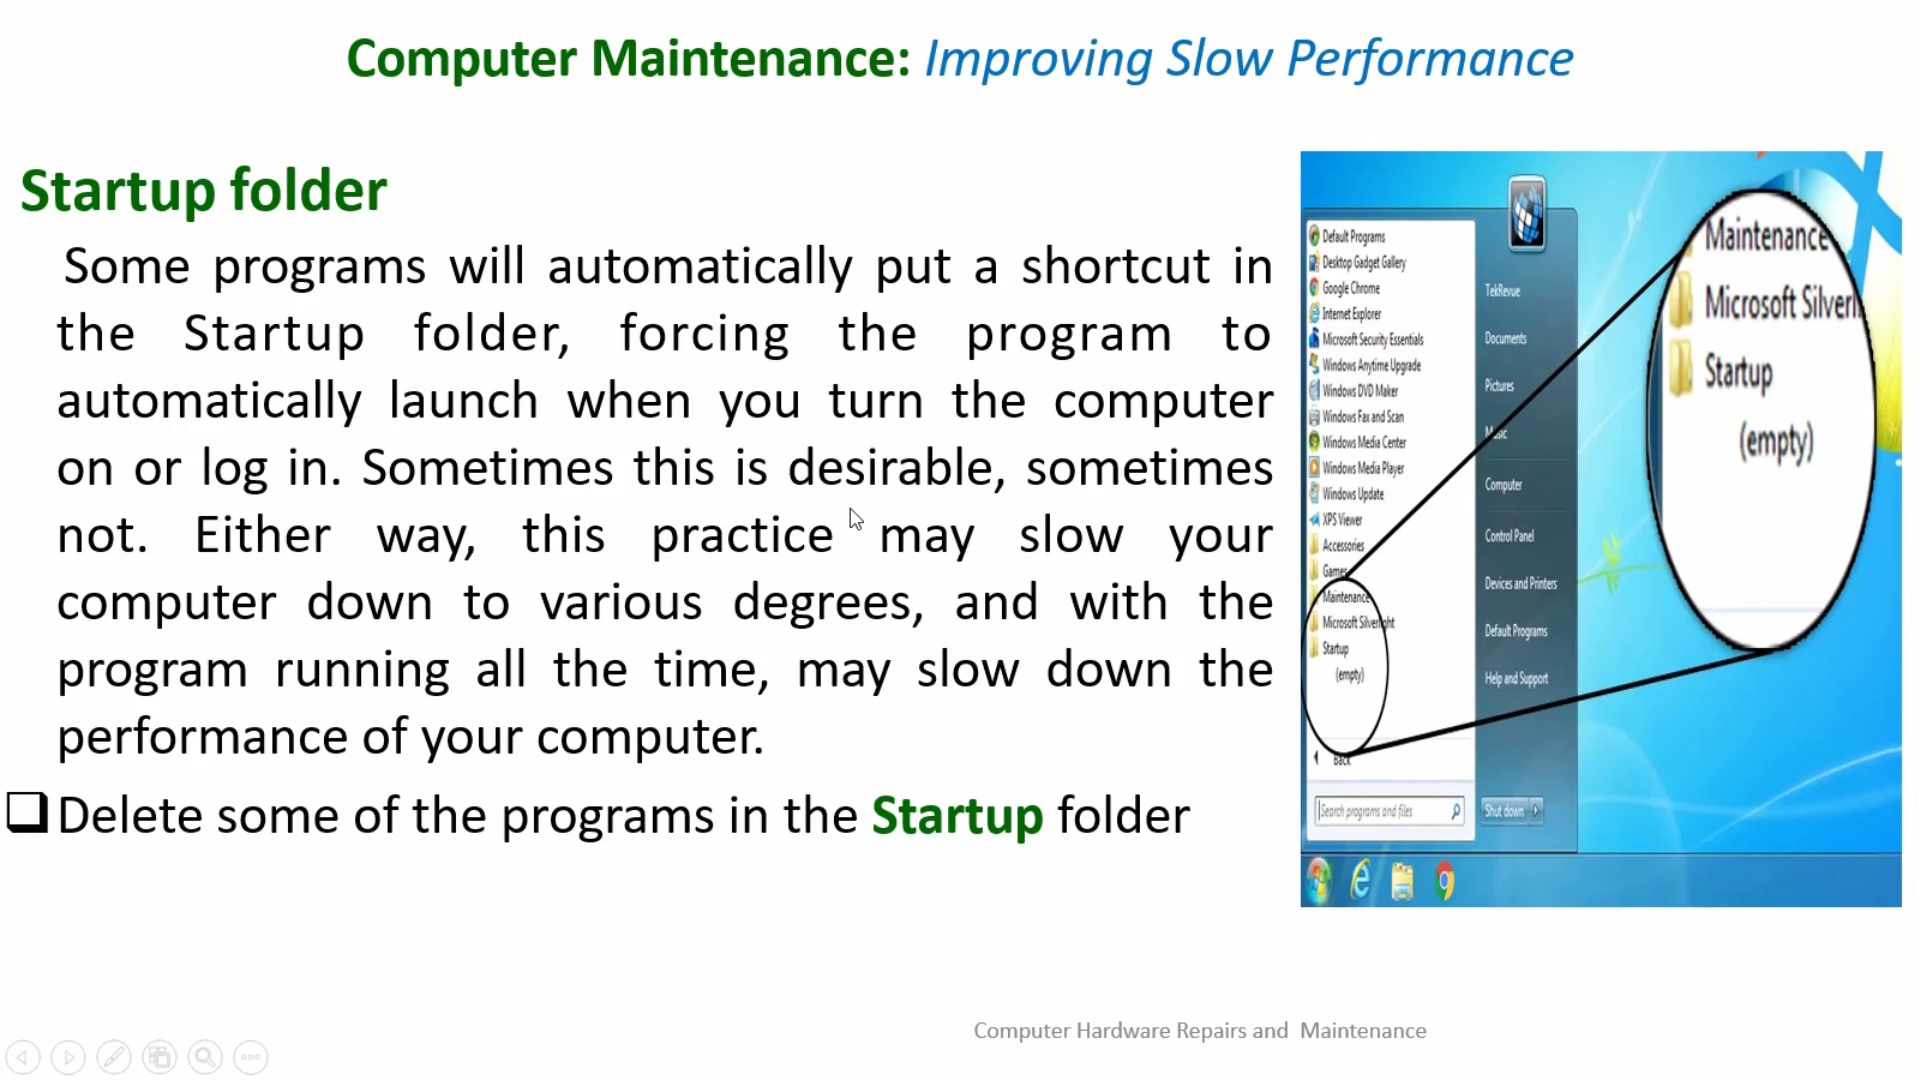 Computer Maintenance: Improving Slow Performance
Startup folder
Some programs will automatically put a shortcut in
the Startup folder, forcing the program to
automatically launch when you turn the computer
on or log in. Sometimes this is desirable, sometimes
not. Either way, this practice may slow your
computer down to various degrees, and with the
program running all the time, may slow down the
performance of your computer.
Delete some of the programs in the Startup folder
Default Programs
Desktop Gadget Gallery
Google Chrome
Internet Explorer
Microsoft Security Essentials
Windows Anytime Upgrade
Windows DVD Maker
Windows Fax and Scan
Windows Media Center
Windows Media Player
Windows Update
XPS Viewer
Accessories
Games
Maintenance
Microsoft Silverlight
Startup
(empty)
Back
Search programs and files
TekRevue
Documents
Pictures
Music
Computer
Control Panel
Devices and Printers
Default Programs
Help and Support
Shut down
Maintenance
Microsoft Silverl
Startup
(empty)
Computer Hardware Repairs and Maintenance